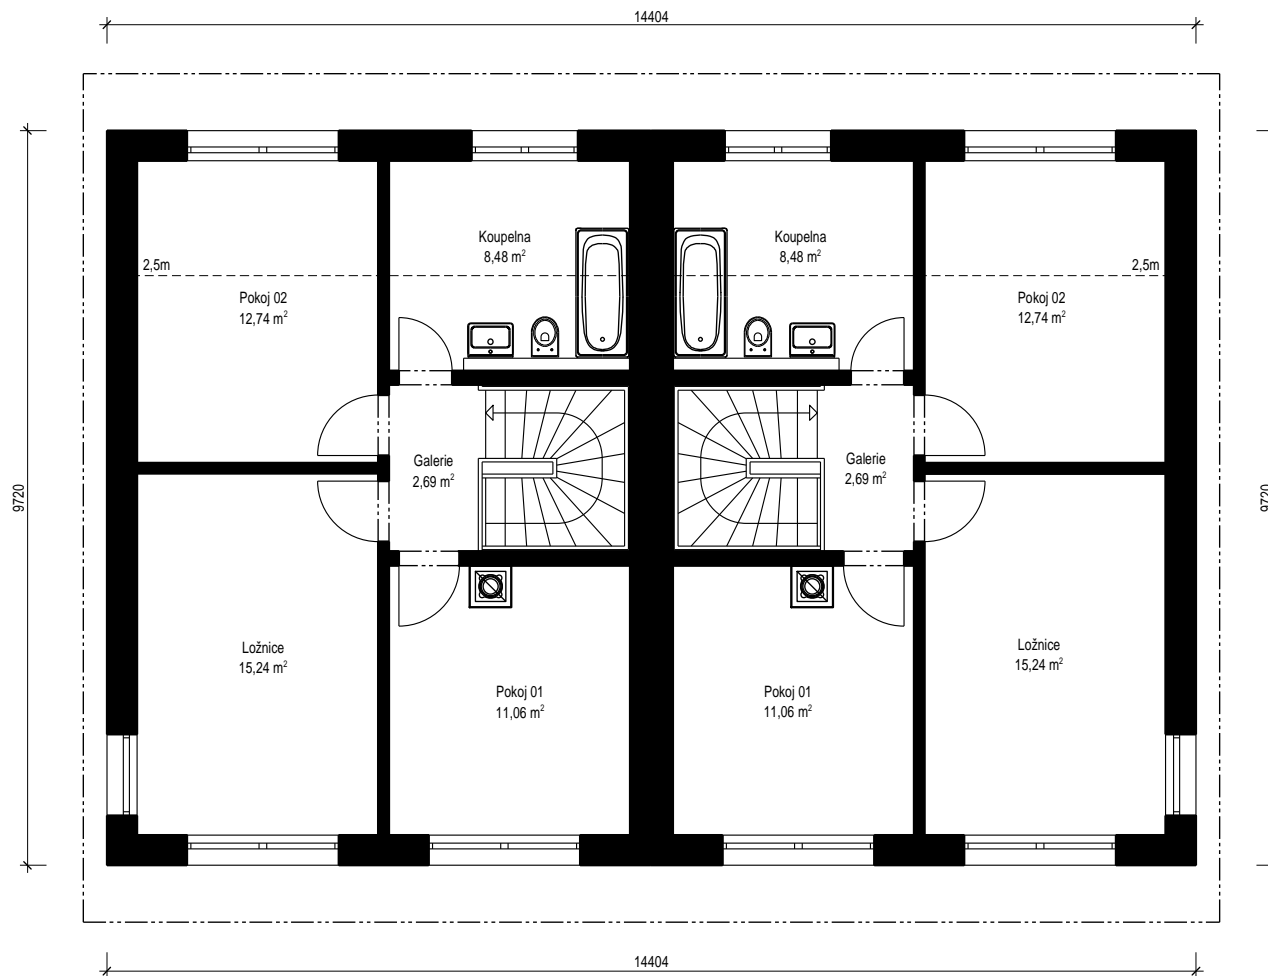 14404
Koupelna
8,48 m²
Koupelna
8,48 m²
2,5m
2,5m
Pokoj 02
12,74 m²
Pokoj 02
12,74 m²
Galerie
2,69 m²
Galerie
2,69 m²
9720
9720
Ložnice
15,24 m²
Ložnice
15,24 m²
Pokoj 01
11,06 m²
Pokoj 01
11,06 m²
14404